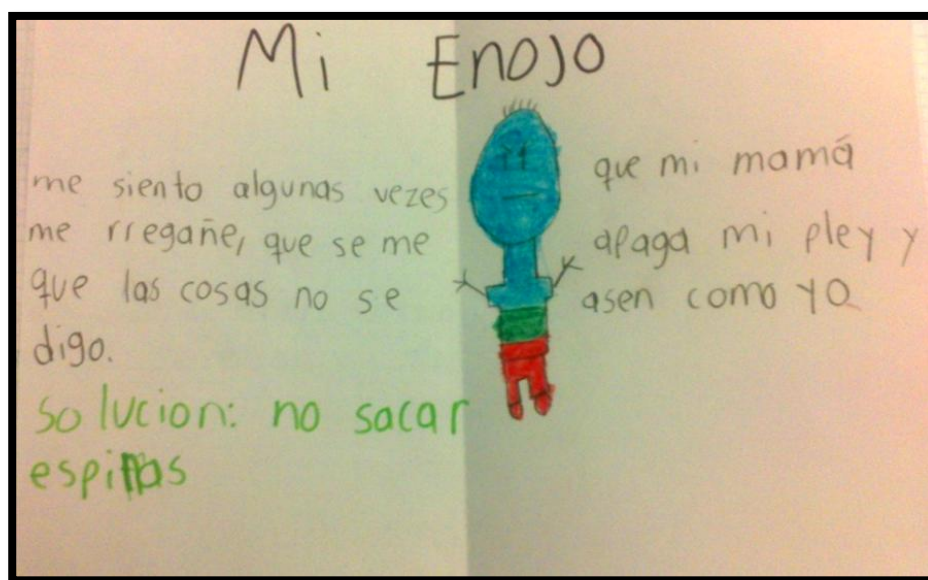 Mi Enojo
me siento algunas vezes que mi mamá
me rregañe, que se me apaga mi pley y
que las cosas no se asen como yo
digo.
solucion: no sacar
espinas